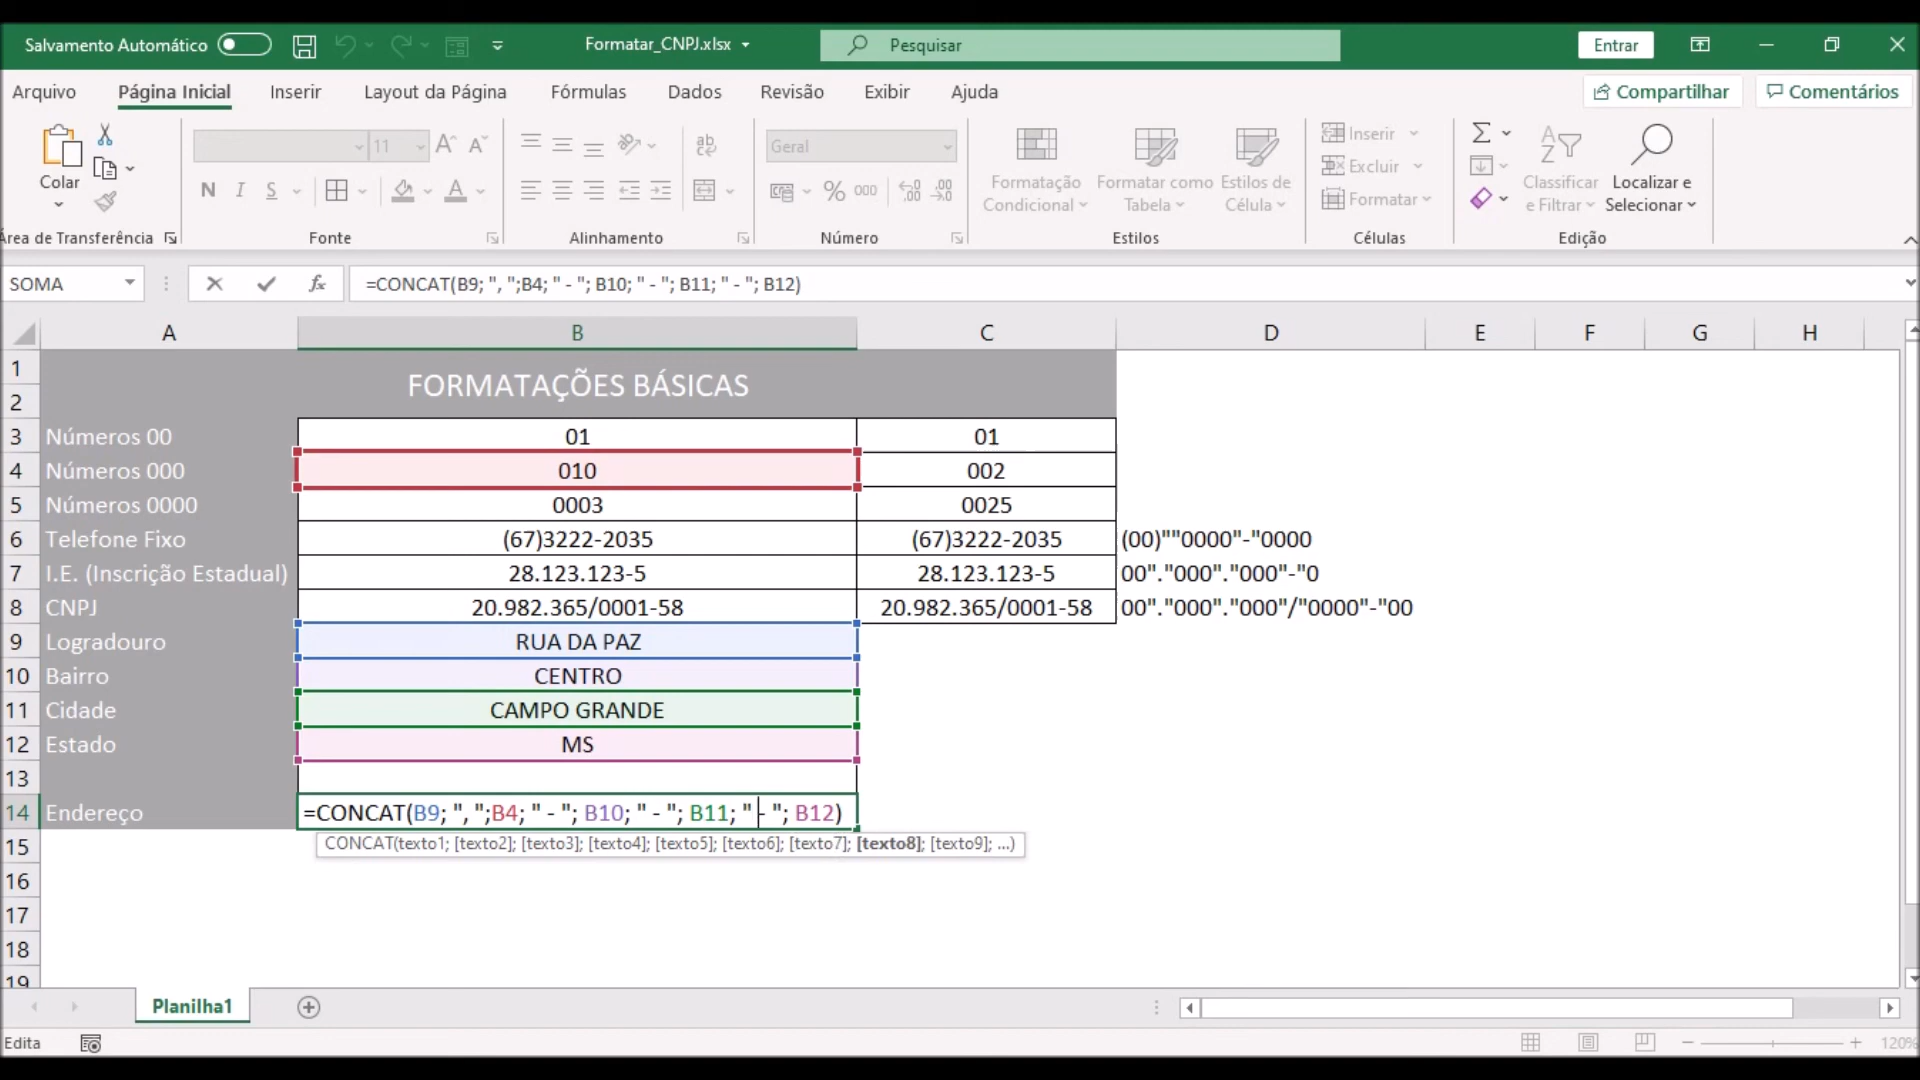 Salvamento Automático
Formatar_CNPJ.xlsx
Pesquisar
Entrar
Arquivo Página Inicial Inserir Layout da Página Fórmulas Dados Revisão Exibir Ajuda
Compartilhar Comentários
Colar
11
N I S
ab
Geral
% 000
Formatação Condicional
Formatar como Tabela
Estilos de Célula
Inserir
Excluir
Formatar
Classificar e Filtrar
Localizar e Selecionar
Área de Transferência Fonte Alinhamento Número Estilos Células Edição
SOMA fx =CONCAT(B9; ", ";B4; " - "; B10; " - "; B11; " - "; B12)
A B C D E F G H
1
FORMATAÇÕES BÁSICAS
2
3 Números 00 01 01
4 Números 000 010 002
5 Números 0000 0003 0025
6 Telefone Fixo (67)3222-2035 (67)3222-2035 (00)""0000"-"0000
7 I.E. (Inscrição Estadual) 28.123.123-5 28.123.123-5 00"."000"."000"-"0
8 CNPJ 20.982.365/0001-58 20.982.365/0001-58 00"."000"."000"/"0000"-"00
9 Logradouro RUA DA PAZ
10 Bairro CENTRO
11 Cidade CAMPO GRANDE
12 Estado MS
13
14 Endereço =CONCAT(B9; ", ";B4; " - "; B10; " - "; B11; " - "; B12)
15 CONCAT(texto1; [texto2]; [texto3]; [texto4]; [texto5]; [texto6]; [texto7]; [texto8]; [texto9]; ...)
16
17
18
19
Planilha1
Edita
120%